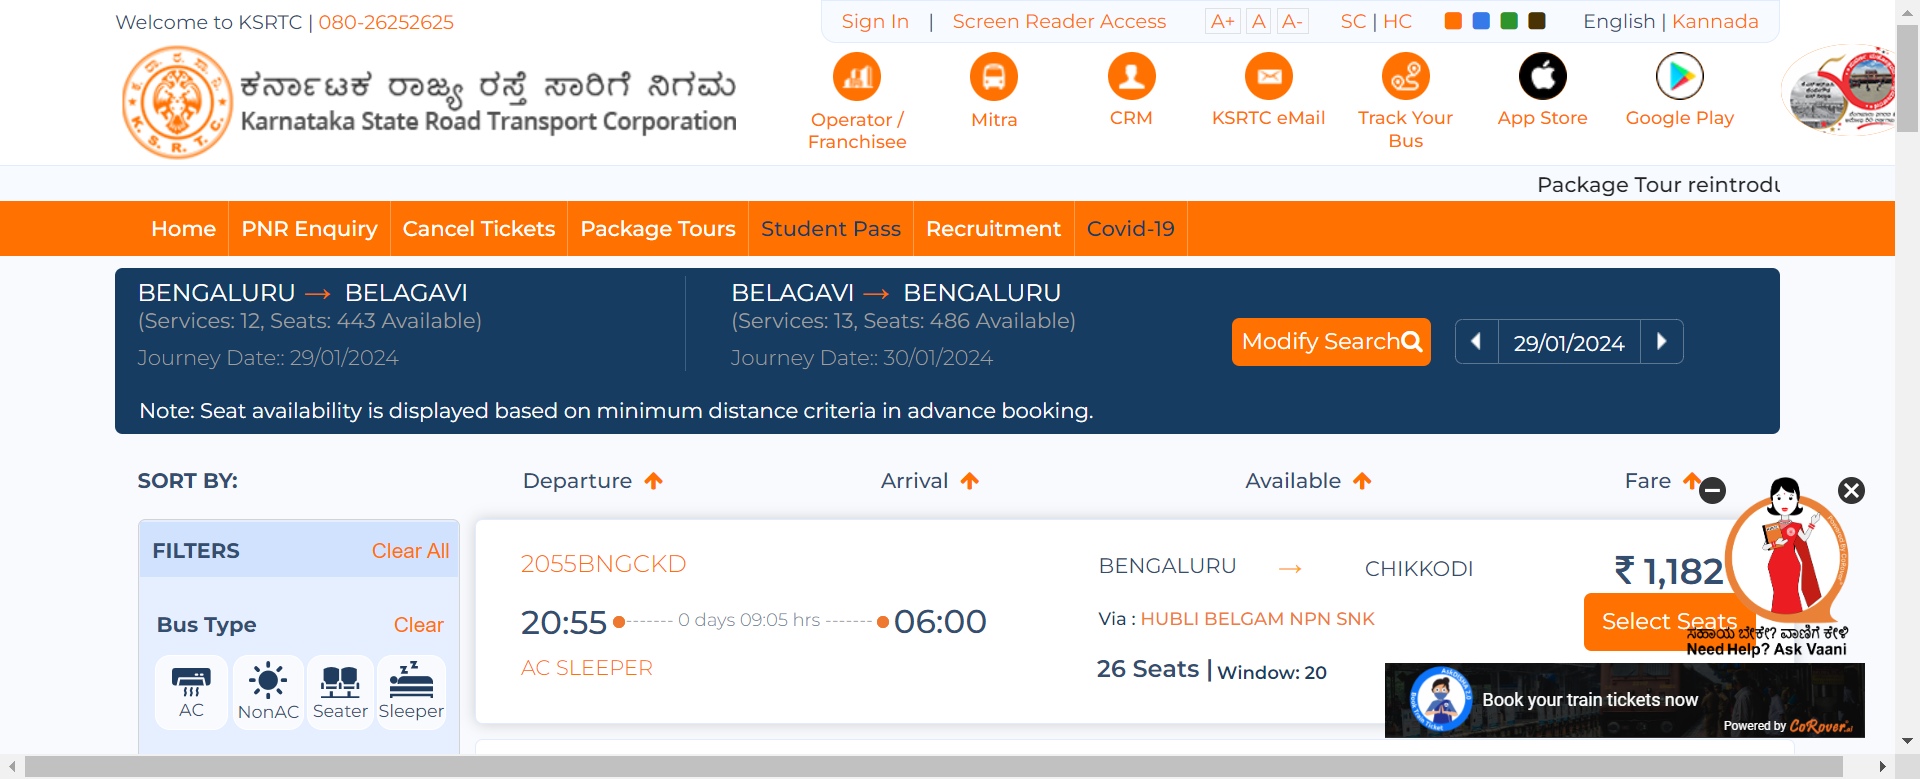 Welcome to KSRTC | 080-26252625
Sign In | Screen Reader Access A+ A A- SC | HC English | Kannada
ಕರ್ನಾಟಕ ರಾಜ್ಯ ರಸ್ತೆ ಸಾರಿಗೆ ನಿಗಮ
Karnataka State Road Transport Corporation
K. S. R. T. C.
Operator / Franchisee
Mitra
CRM
KSRTC eMail
Track Your Bus
App Store
Google Play
Package Tour reintrodu
Home PNR Enquiry Cancel Tickets Package Tours Student Pass Recruitment Covid-19
BENGALURU → BELAGAVI
(Services: 12, Seats: 443 Available)
Journey Date:: 29/01/2024
BELAGAVI → BENGALURU
(Services: 13, Seats: 486 Available)
Journey Date:: 30/01/2024
Modify Search
29/01/2024
Note: Seat availability is displayed based on minimum distance criteria in advance booking.
SORT BY: Departure Arrival Available Fare
FILTERS Clear All
Bus Type Clear
AC NonAC Seater Sleeper
2055BNGCKD
20:55 ------- 0 days 09:05 hrs ------- 06:00
AC SLEEPER
BENGALURU → CHIKKODI
Via : HUBLI BELGAM NPN SNK
26 Seats | Window: 20
₹ 1,182
Select Seats
ಸಹಾಯ ಬೇಕೇ? ವಾಣಿಗೆ ಕೇಳಿ
Need Help? Ask Vaani
Book your train tickets now
Powered by CoRover.ai